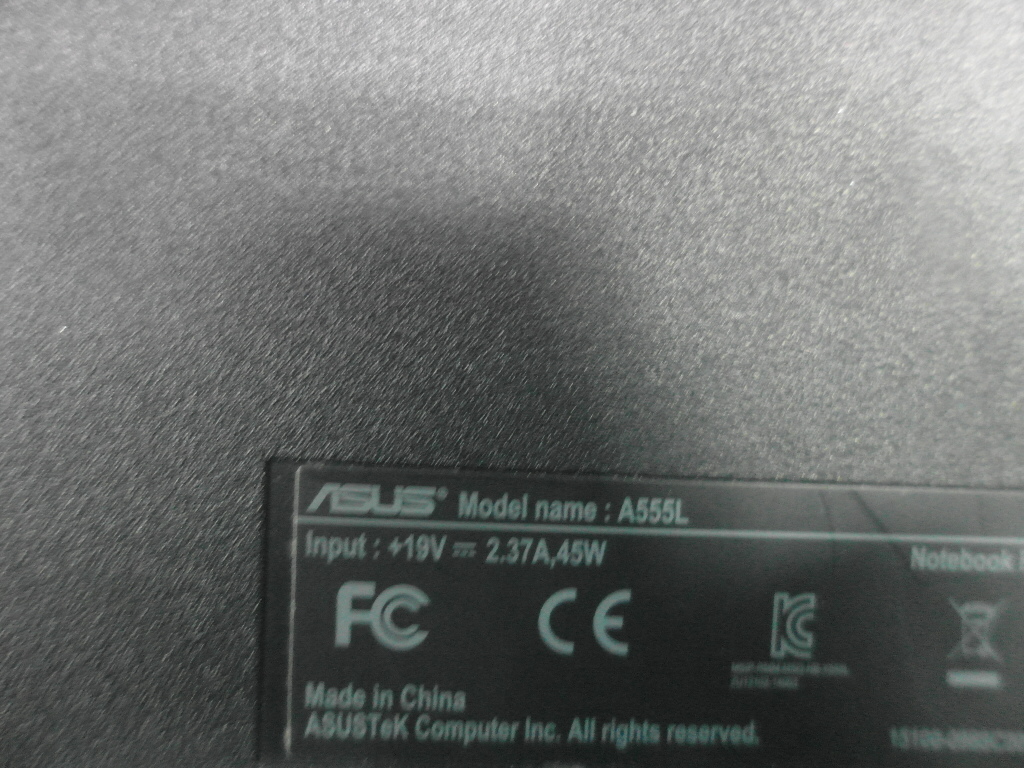 ASUS® Model name : A555L
Input : +19V ⎓ 2.37A,45W
Notebook
FC CE
Made in China
ASUSTeK Computer Inc. All rights reserved.